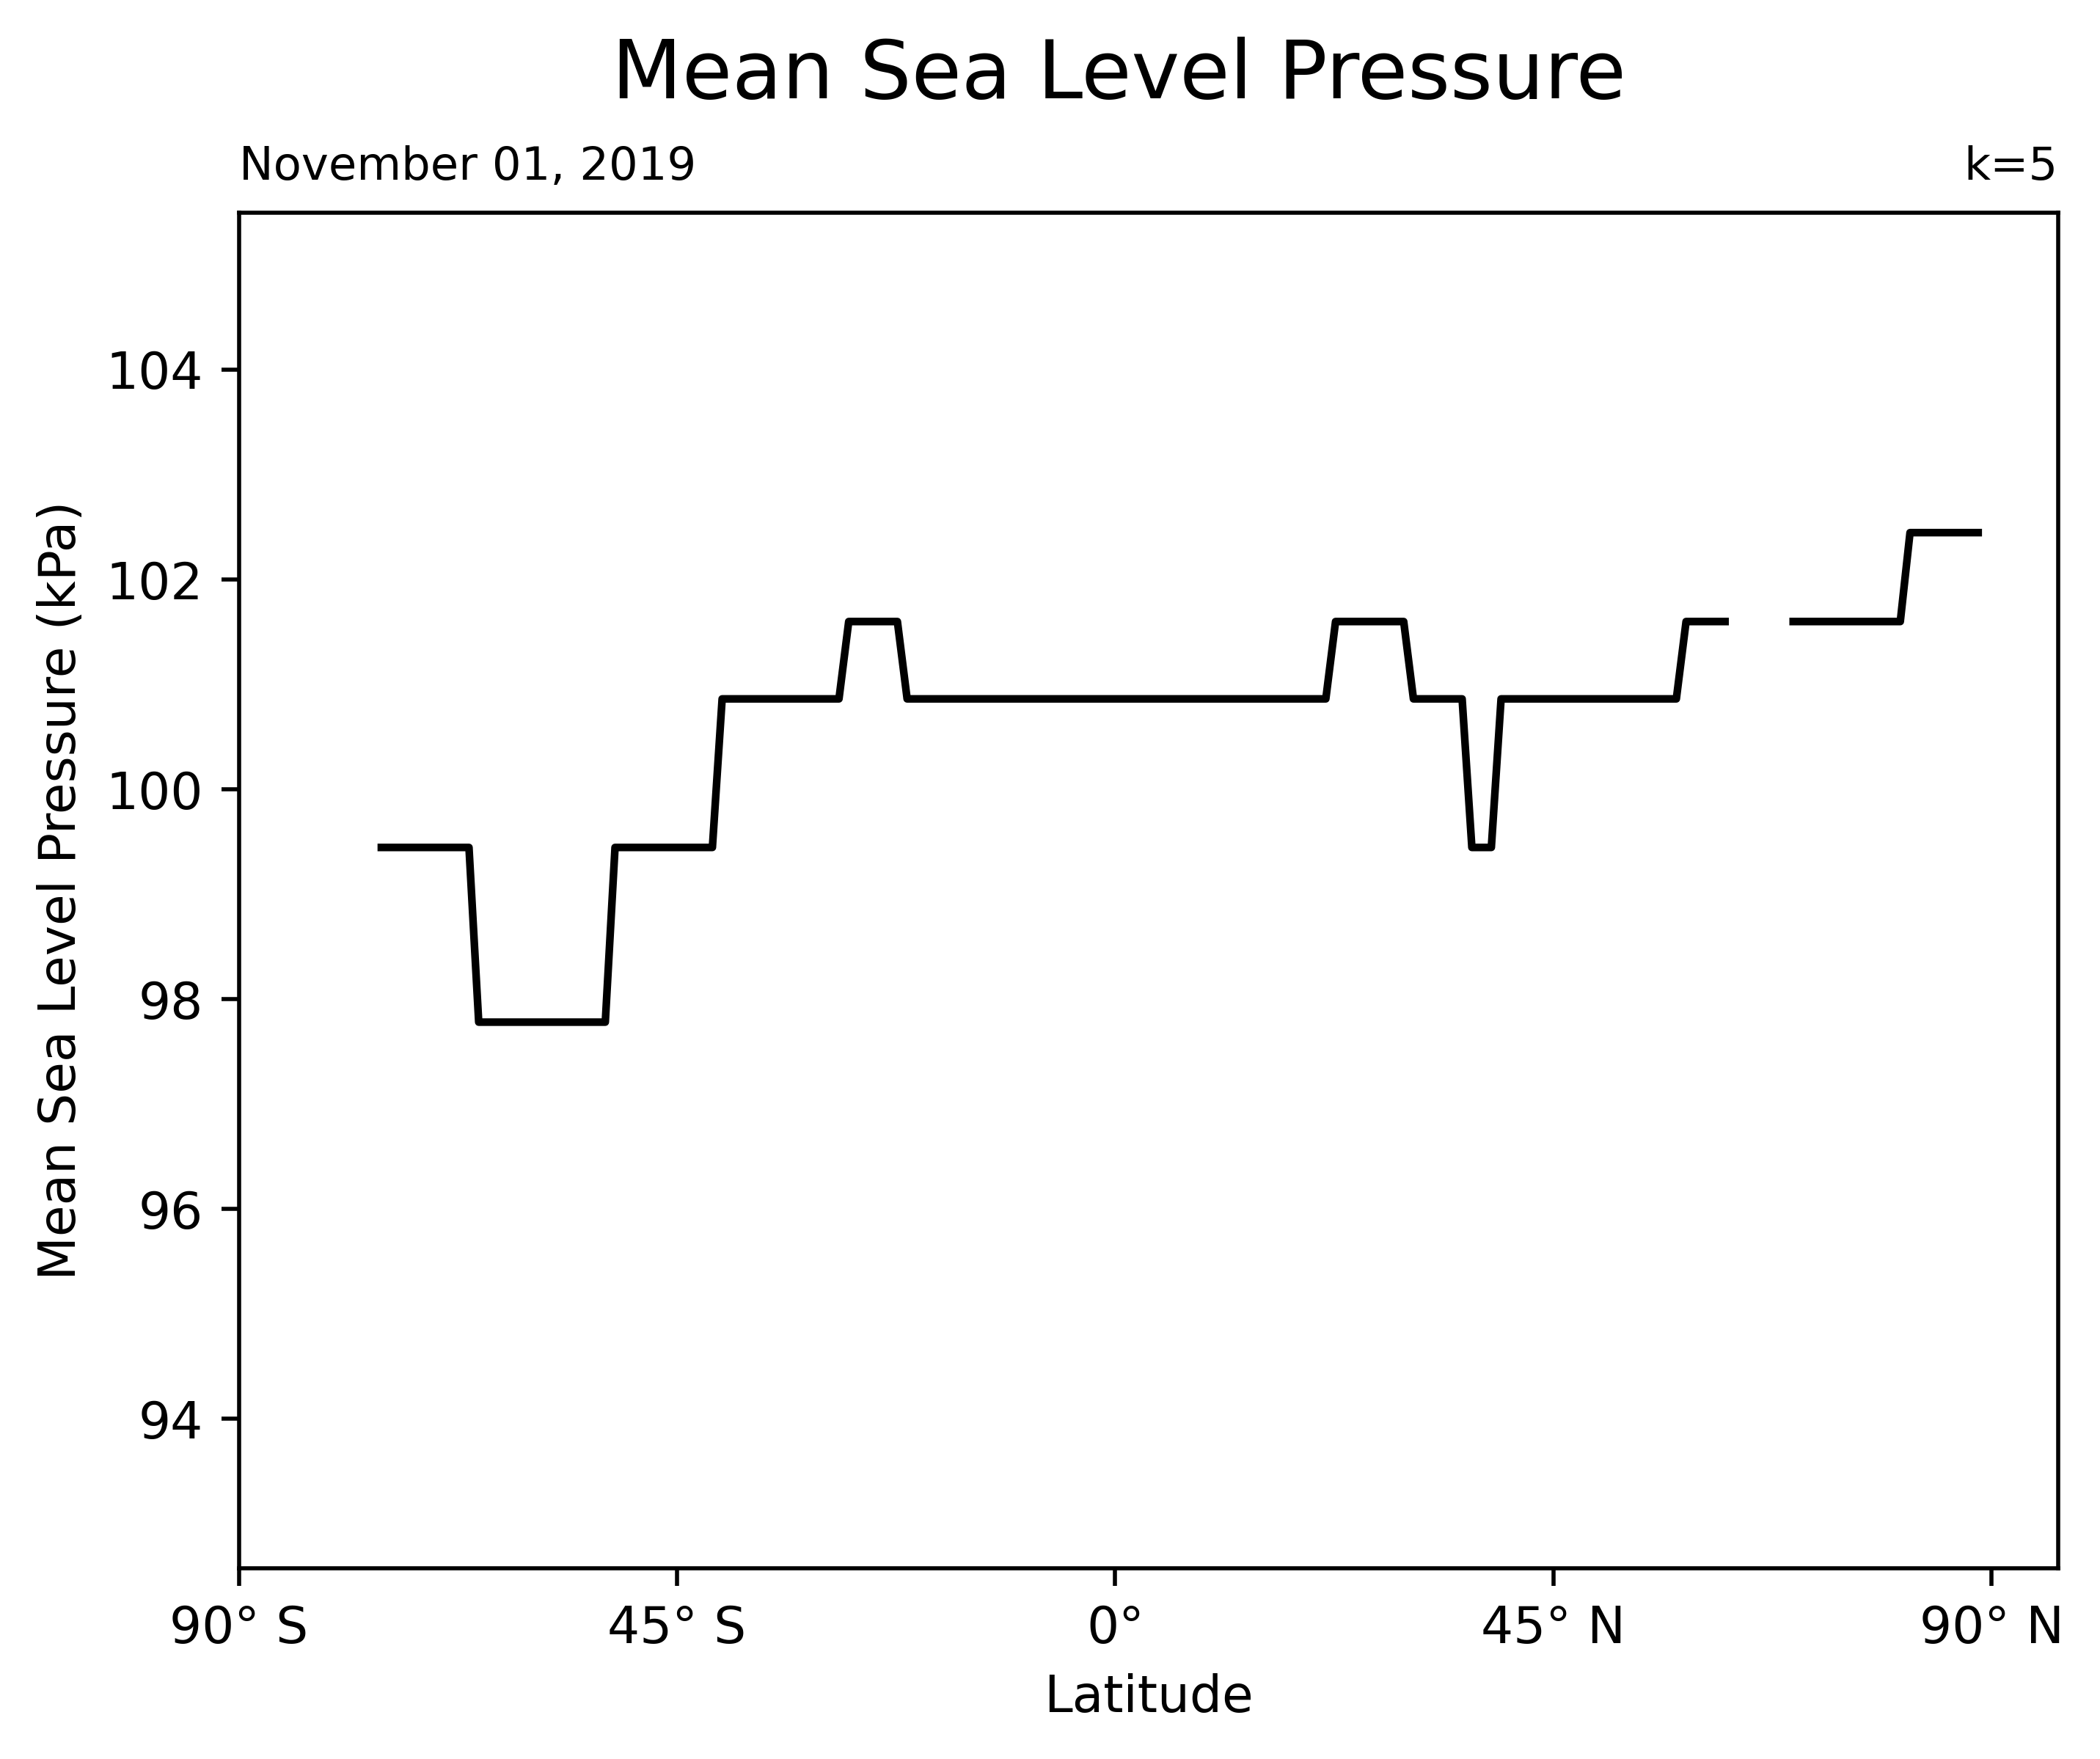 Mean Sea Level Pressure
November 01, 2019
k=5
Mean Sea Level Pressure (kPa)
104
102
100
98
96
94
90° S
45° S
0°
45° N
90° N
Latitude